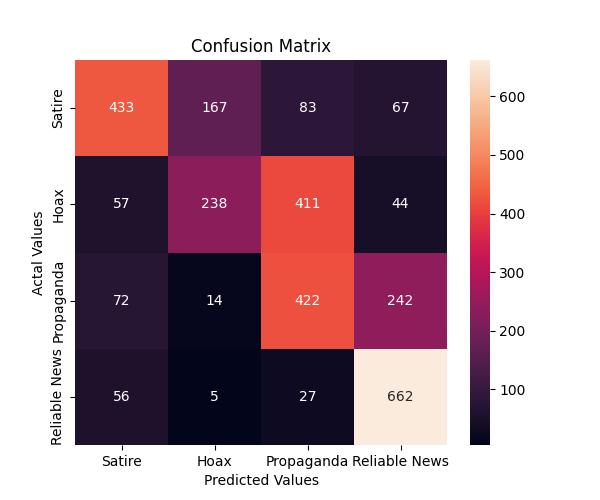 Confusion Matrix
Actal Values
Satire
433 167 83 67
Hoax
57 238 411 44
Propaganda
72 14 422 242
Reliable News
56 5 27 662
Satire Hoax Propaganda Reliable News
Predicted Values
600
500
400
300
200
100